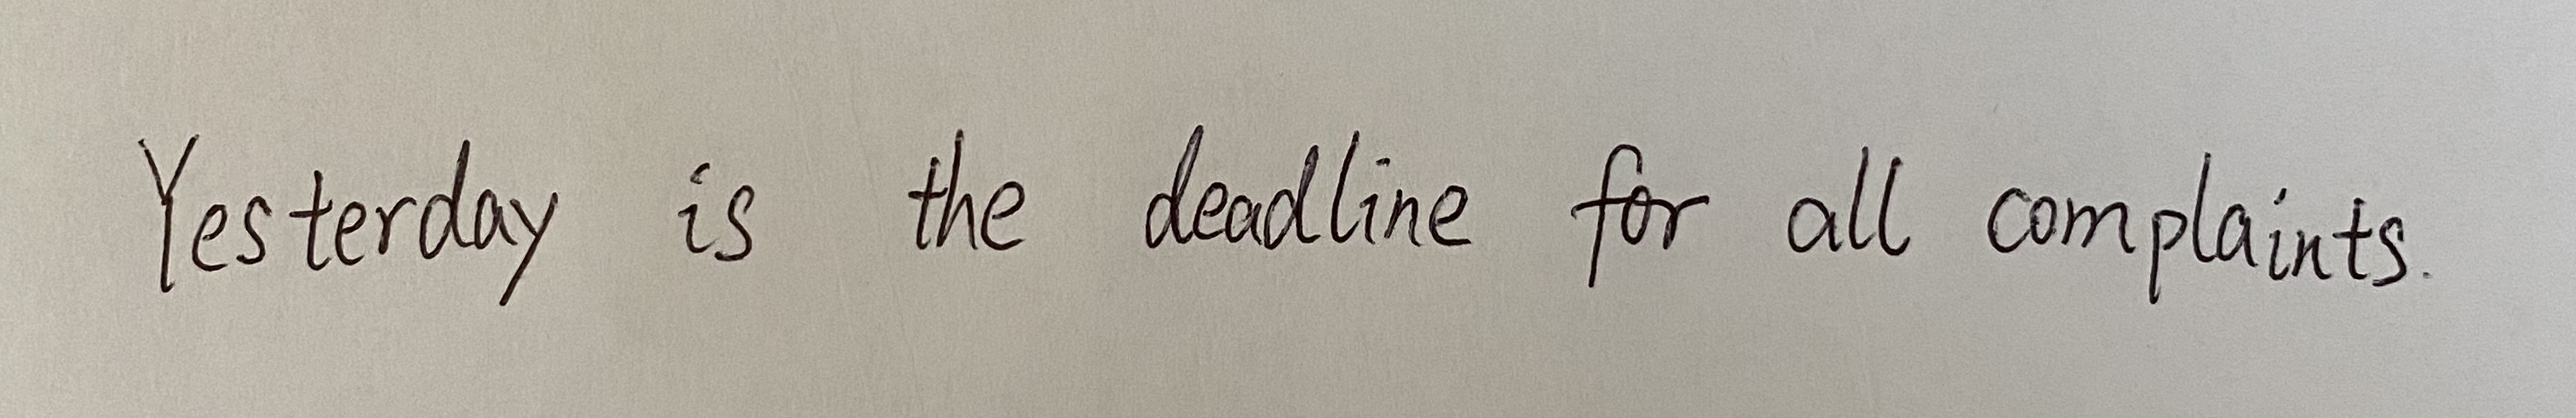 Yesterday is the deadline for all complaints.